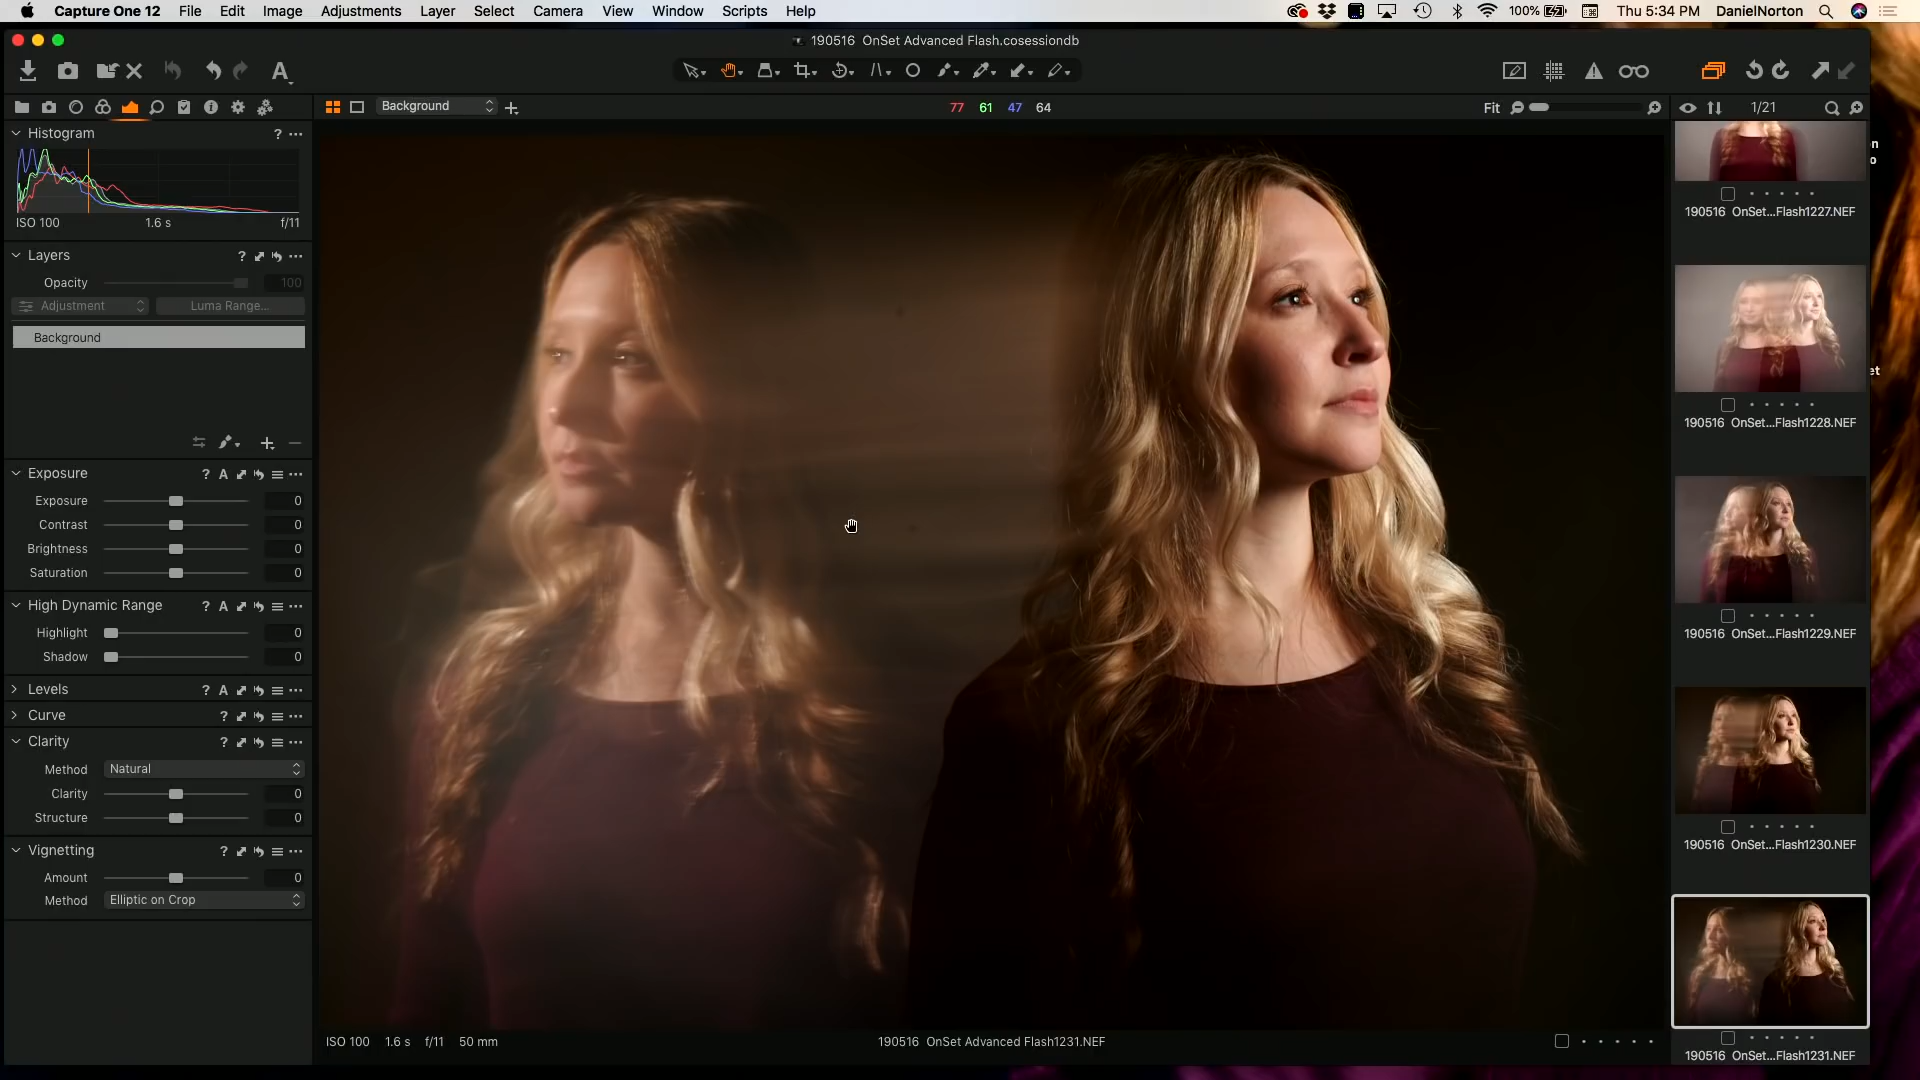 Capture One 12 File Edit Image Adjustments Layer Select Camera View Window Scripts Help 100% Thu 5:34 PM DanielNorton
190516 OnSet Advanced Flash.cosessiondb
A
Background 77 61 47 64 Fit 1/21
Histogram ?
ISO 100 1.6 s f/11
Layers ?
Opacity 100
Adjustment Luma Range...
Background
Exposure ? A
Exposure 0
Contrast 0
Brightness 0
Saturation 0
High Dynamic Range ? A
Highlight 0
Shadow 0
Levels ? A
Curve ?
Clarity ?
Method Natural
Clarity 0
Structure 0
Vignetting ?
Amount 0
Method Elliptic on Crop
ISO 100 1.6 s f/11 50 mm 190516 OnSet Advanced Flash1231.NEF
190516 OnSet...Flash1227.NEF
190516 OnSet...Flash1228.NEF
190516 OnSet...Flash1229.NEF
190516 OnSet...Flash1230.NEF
190516 OnSet...Flash1231.NEF